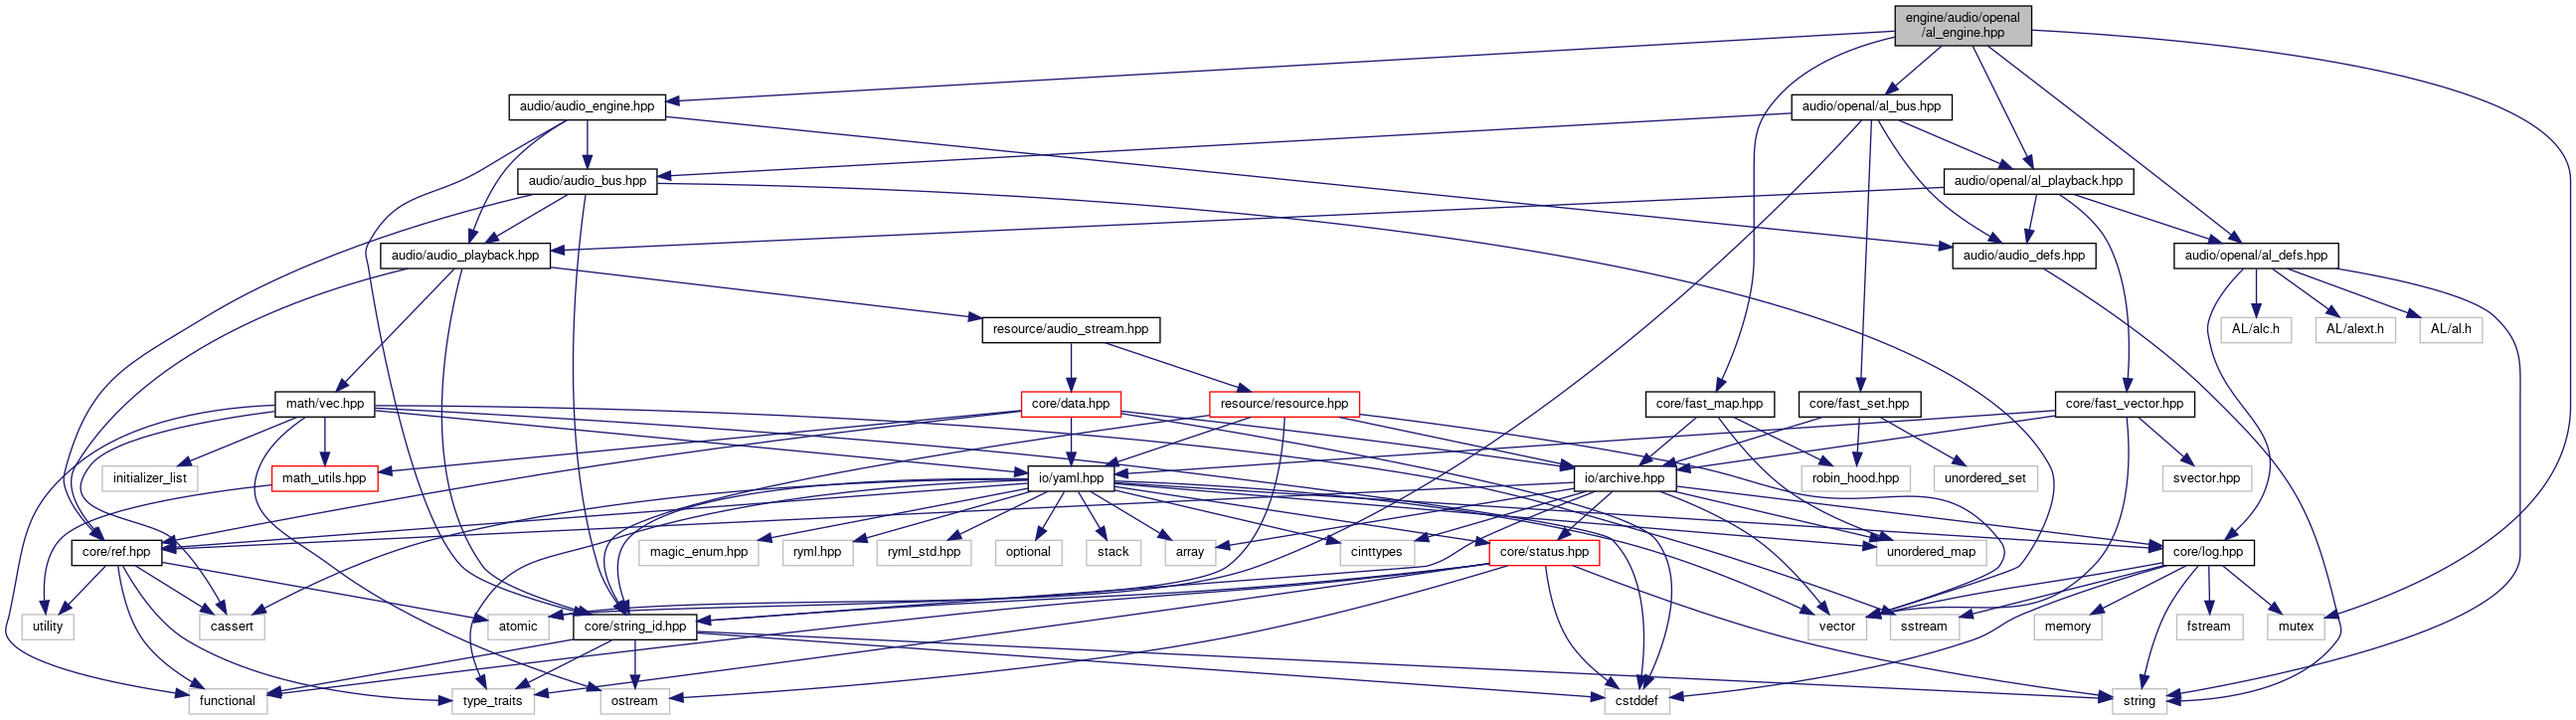 engine/audio/openal
/al_engine.hpp
audio/audio_engine.hpp
audio/openal/al_bus.hpp
audio/audio_bus.hpp
audio/openal/al_playback.hpp
audio/audio_playback.hpp
audio/audio_defs.hpp
audio/openal/al_defs.hpp
resource/audio_stream.hpp
AL/alc.h
AL/alext.h
AL/al.h
math/vec.hpp
core/data.hpp
resource/resource.hpp
core/fast_map.hpp
core/fast_set.hpp
core/fast_vector.hpp
initializer_list
math_utils.hpp
io/yaml.hpp
io/archive.hpp
robin_hood.hpp
unordered_set
svector.hpp
core/ref.hpp
magic_enum.hpp
ryml.hpp
ryml_std.hpp
optional
stack
array
cinttypes
core/status.hpp
unordered_map
core/log.hpp
utility
cassert
atomic
core/string_id.hpp
vector
sstream
memory
fstream
mutex
functional
type_traits
ostream
cstddef
string